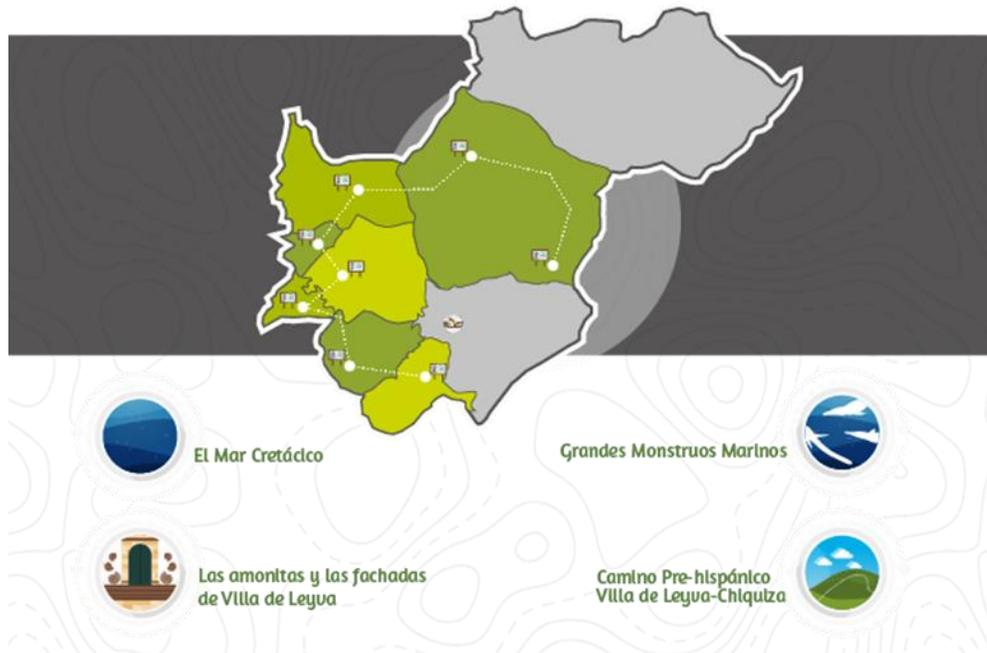 El Mar Cretácico
Grandes Monstruos Marinos
Las amonitas y las fachadas
de Villa de Leyva
Camino Pre-hispánico
Villa de Leyva-Chiquiza